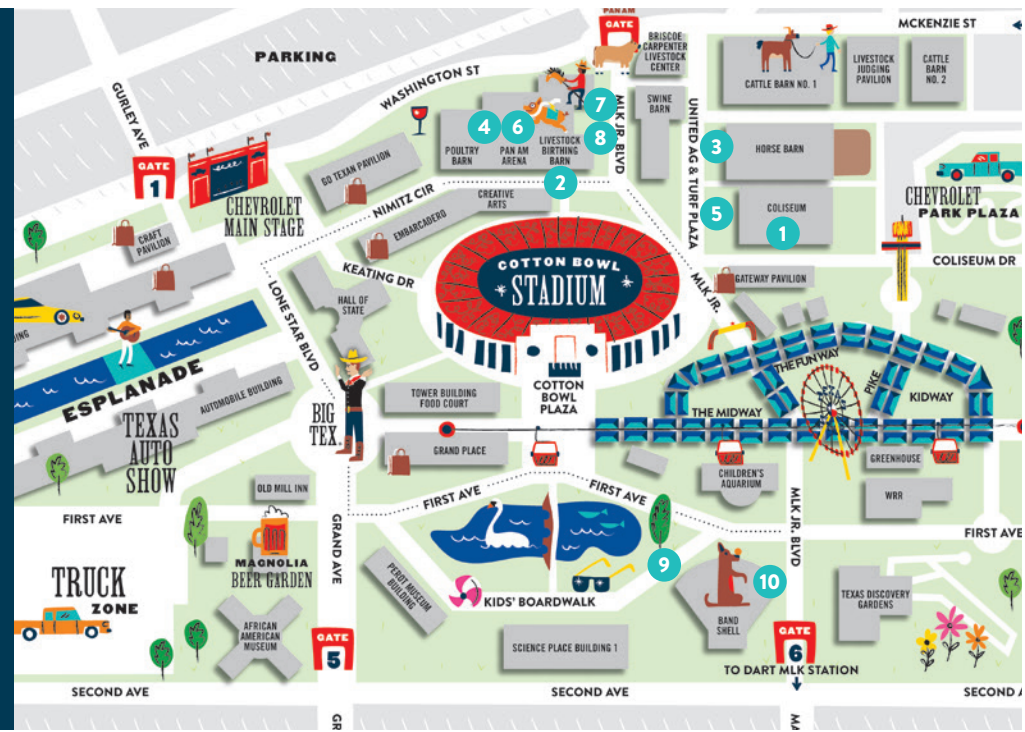 PAN AM
GATE
MCKENZIE ST
PARKING
BRISCOE
CARPENTER
LIVESTOCK
CENTER
CATTLE BARN NO. 1
LIVESTOCK
JUDGING
PAVILION
CATTLE
BARN
NO. 2
GURLEY AVE
WASHINGTON ST
SWINE
BARN
MLK JR. BLVD
UNITED AG & TURF PLAZA
7
4
6
8
3
POULTRY
BARN
PAN AM
ARENA
LIVESTOCK
BIRTHING
BARN
HORSE BARN
GATE
1
GO TEXAN PAVILION
2
CHEVROLET
MAIN STAGE
NIMITZ CIR
CREATIVE
ARTS
EMBARCADERO
5
COLISEUM
1
CHEVROLET
PARK PLAZA
CRAFT
PAVILION
KEATING DR
COTTON BOWL
STADIUM
MLK JR.
GATEWAY PAVILION
COLISEUM DR
LONE STAR BLVD
HALL OF
STATE
ESPLANADE
AUTOMOBILE BUILDING
TEXAS
AUTO
SHOW
BIG
TEX.
TOWER BUILDING
FOOD COURT
COTTON
BOWL
PLAZA
THE FUN WAY
PIKE
KIDWAY
THE MIDWAY
GRAND PLACE
CHILDREN'S
AQUARIUM
GREENHOUSE
WRR
OLD MILL INN
FIRST AVE
FIRST AVE
FIRST AVE
FIRST AVE
GRAND AVE
MLK JR. BLVD
MAGNOLIA
BEER GARDEN
TRUCK
ZONE
PEROT MUSEUM
BUILDING
KIDS' BOARDWALK
9
10
BAND
SHELL
TEXAS DISCOVERY
GARDENS
AFRICAN
AMERICAN
MUSEUM
GATE
5
SCIENCE PLACE BUILDING 1
GATE
6
TO DART MLK STATION
SECOND AVE
SECOND AVE
SECOND A
GR
MA